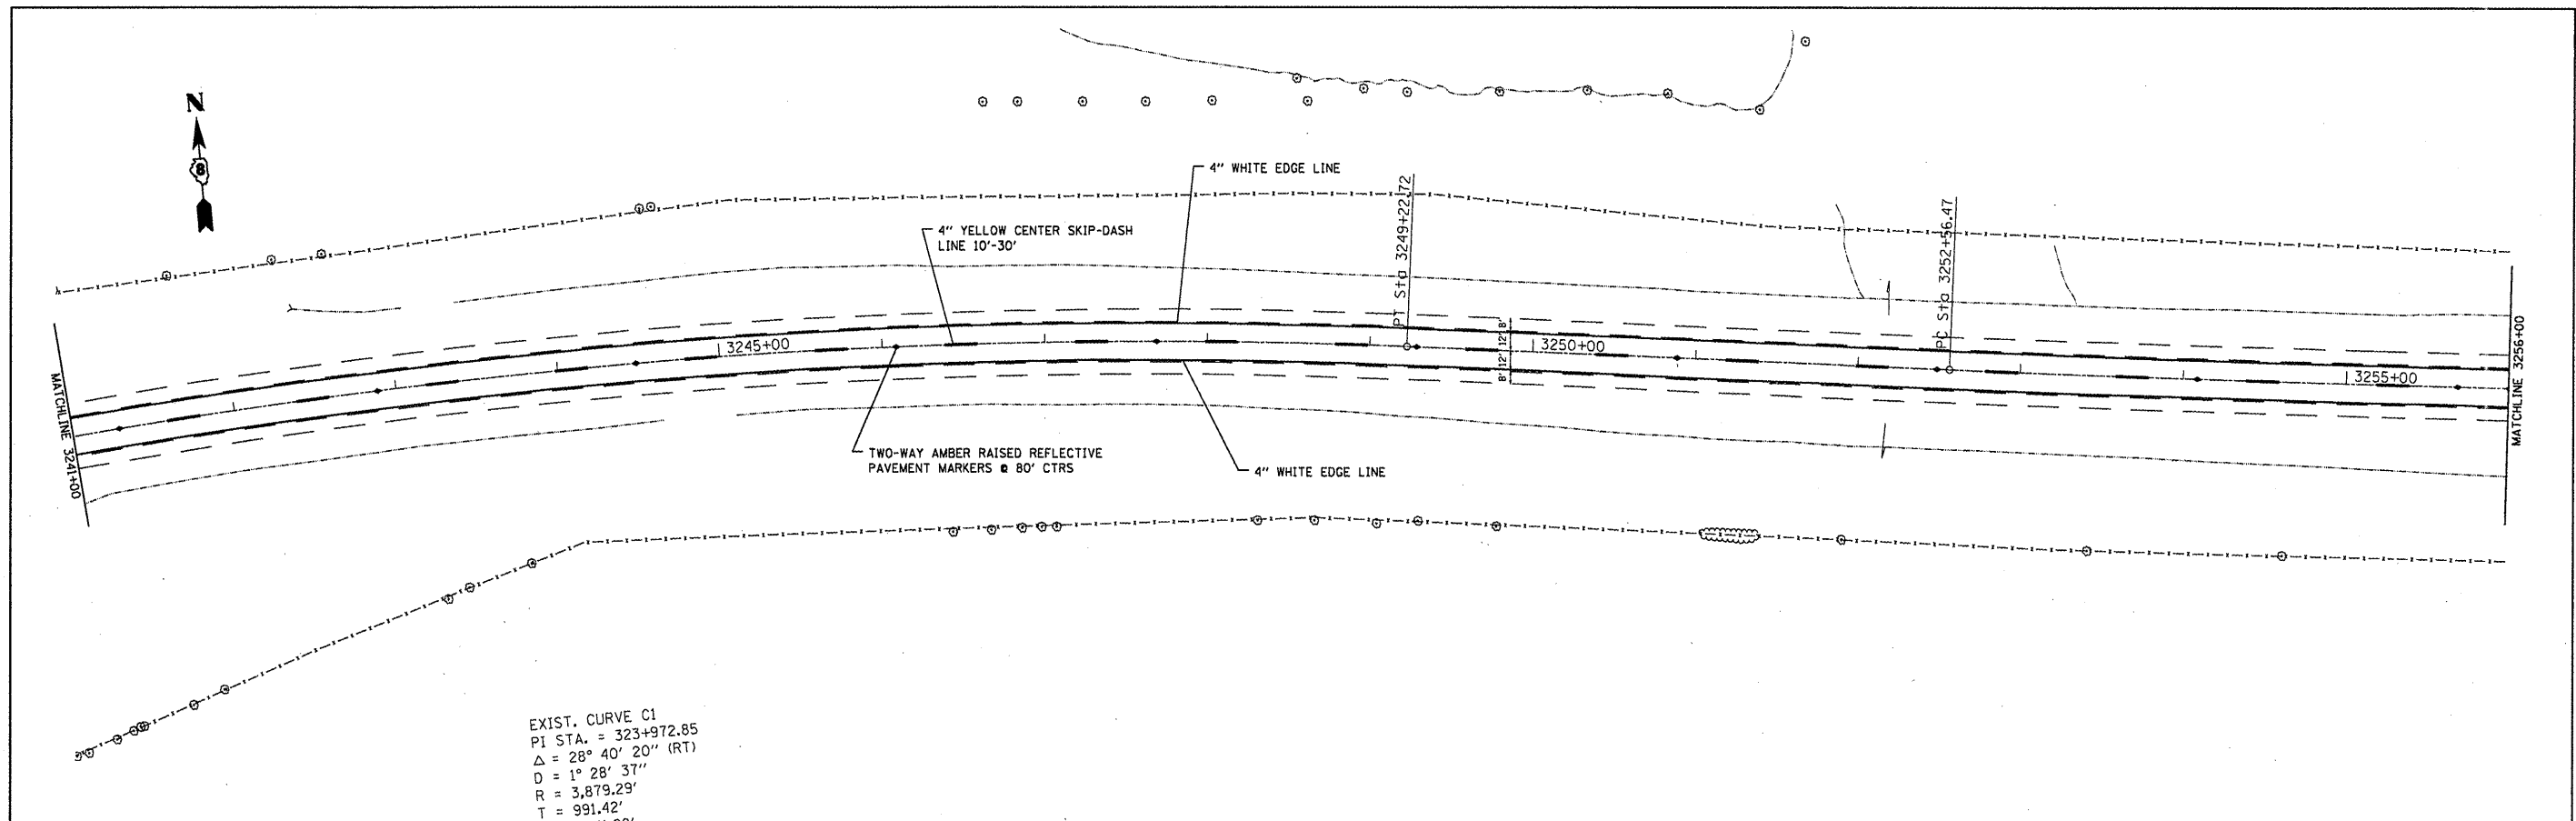 N
8
4" WHITE EDGE LINE
4" YELLOW CENTER SKIP-DASH
LINE 10'-30'
PT Sta 3249+22.72
PC Sta 3252+56.47
3245+00
8' 12' 12' 8'
3250+00
3255+00
MATCHLINE 3241+00
MATCHLINE 3256+00
TWO-WAY AMBER RAISED REFLECTIVE
PAVEMENT MARKERS @ 80' CTRS
4" WHITE EDGE LINE
EXIST. CURVE C1
PI STA. = 323+972.85
Δ = 28° 40' 20" (RT)
D = 1° 28' 37"
R = 3,879.29'
T = 991.42'